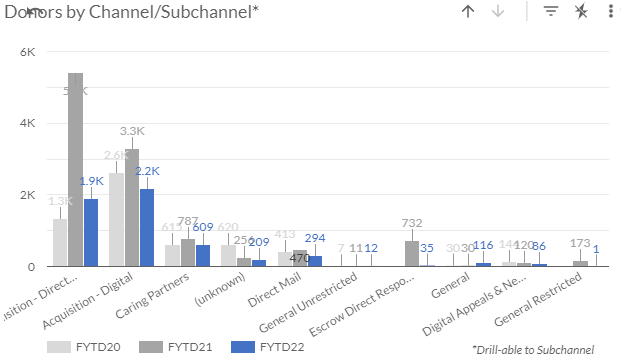 Donors by Channel/Subchannel*
6K
4K
2K
0
1.3K
1.9K
2.6K
3.3K
2.2K
615
787
609
620
256
209
413
470
294
7
11
12
732
35
30
30
116
120
86
173
1
...isition - Direct...
Acquisition - Digital
Caring Partners
(unknown)
Direct Mail
General Unrestricted
Escrow Direct Respo...
General
Digital Appeals & Ne...
General Restricted
FYTD20 FYTD21 FYTD22
*Drill-able to Subchannel